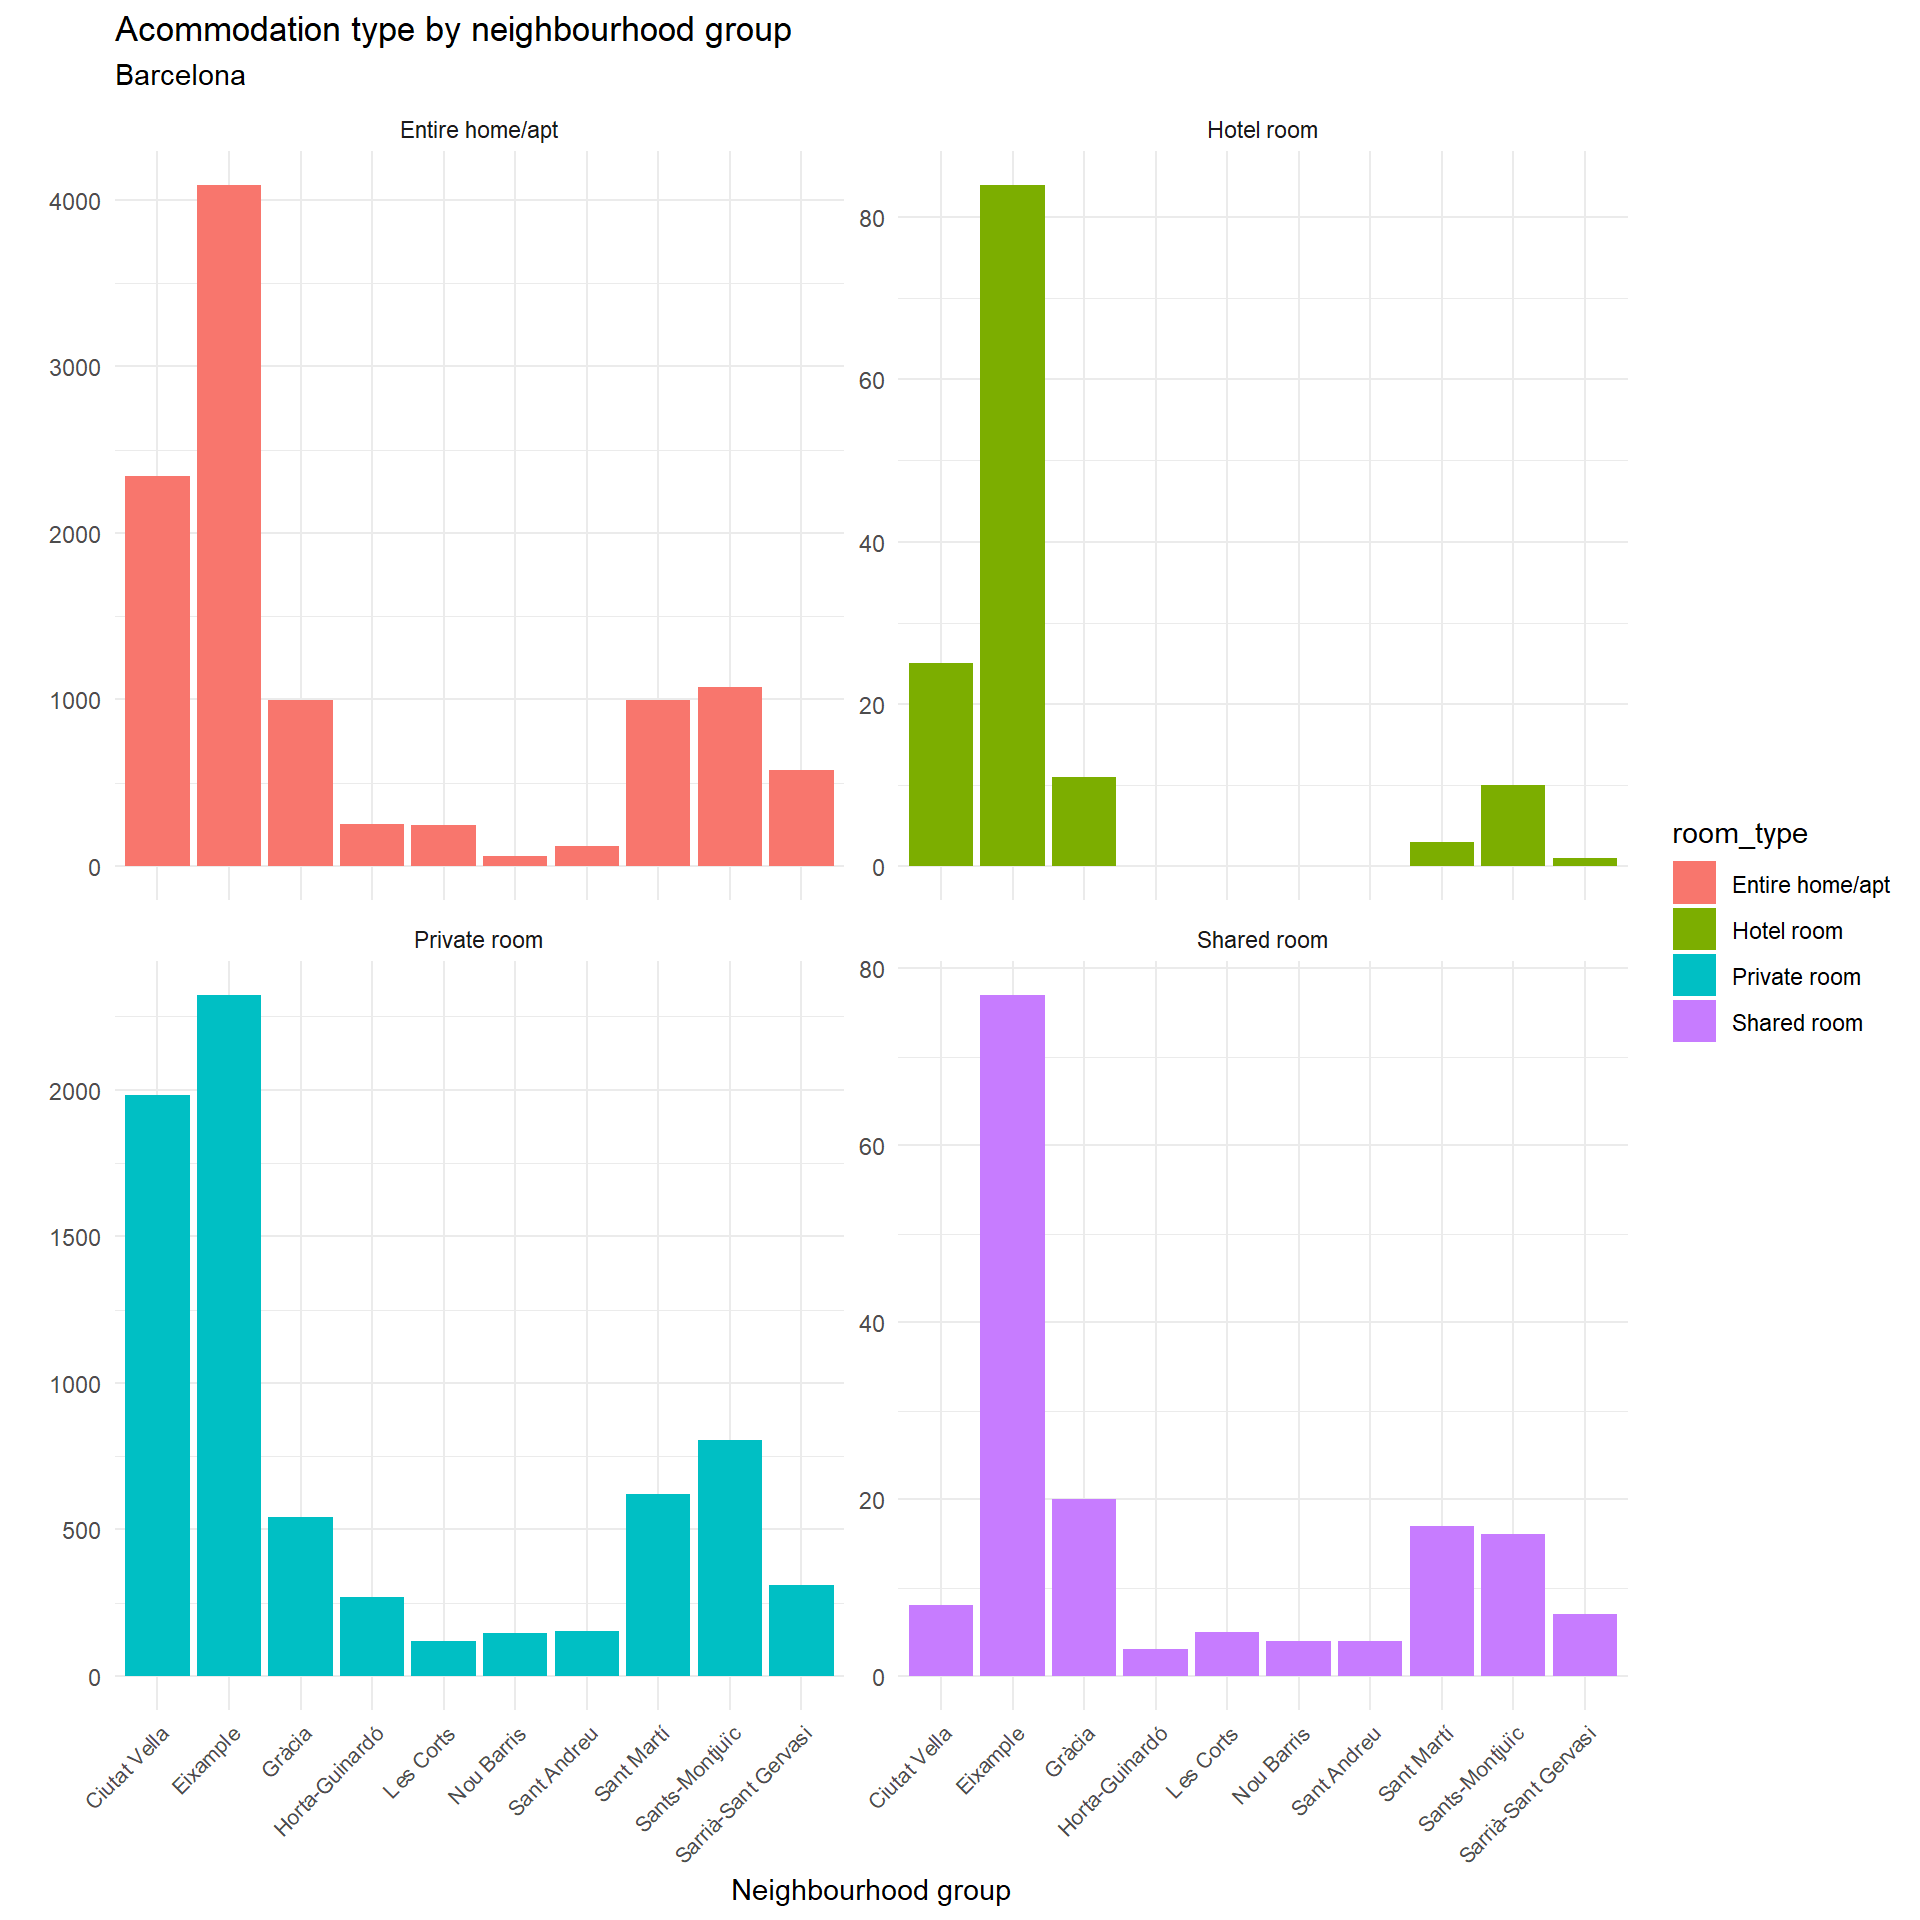 Acommodation type by neighbourhood group
Barcelona
Entire home/apt
4000
3000
2000
1000
0
Hotel room
80
60
40
20
0
Private room
2000
1500
1000
500
0
Shared room
80
60
40
20
0
Ciutat Vella
Eixample
Gràcia
Horta-Guinardó
Les Corts
Nou Barris
Sant Andreu
Sant Martí
Sants-Montjuïc
Sarrià-Sant Gervasi
Ciutat Vella
Eixample
Gràcia
Horta-Guinardó
Les Corts
Nou Barris
Sant Andreu
Sant Martí
Sants-Montjuïc
Sarrià-Sant Gervasi
Neighbourhood group
room_type
Entire home/apt
Hotel room
Private room
Shared room